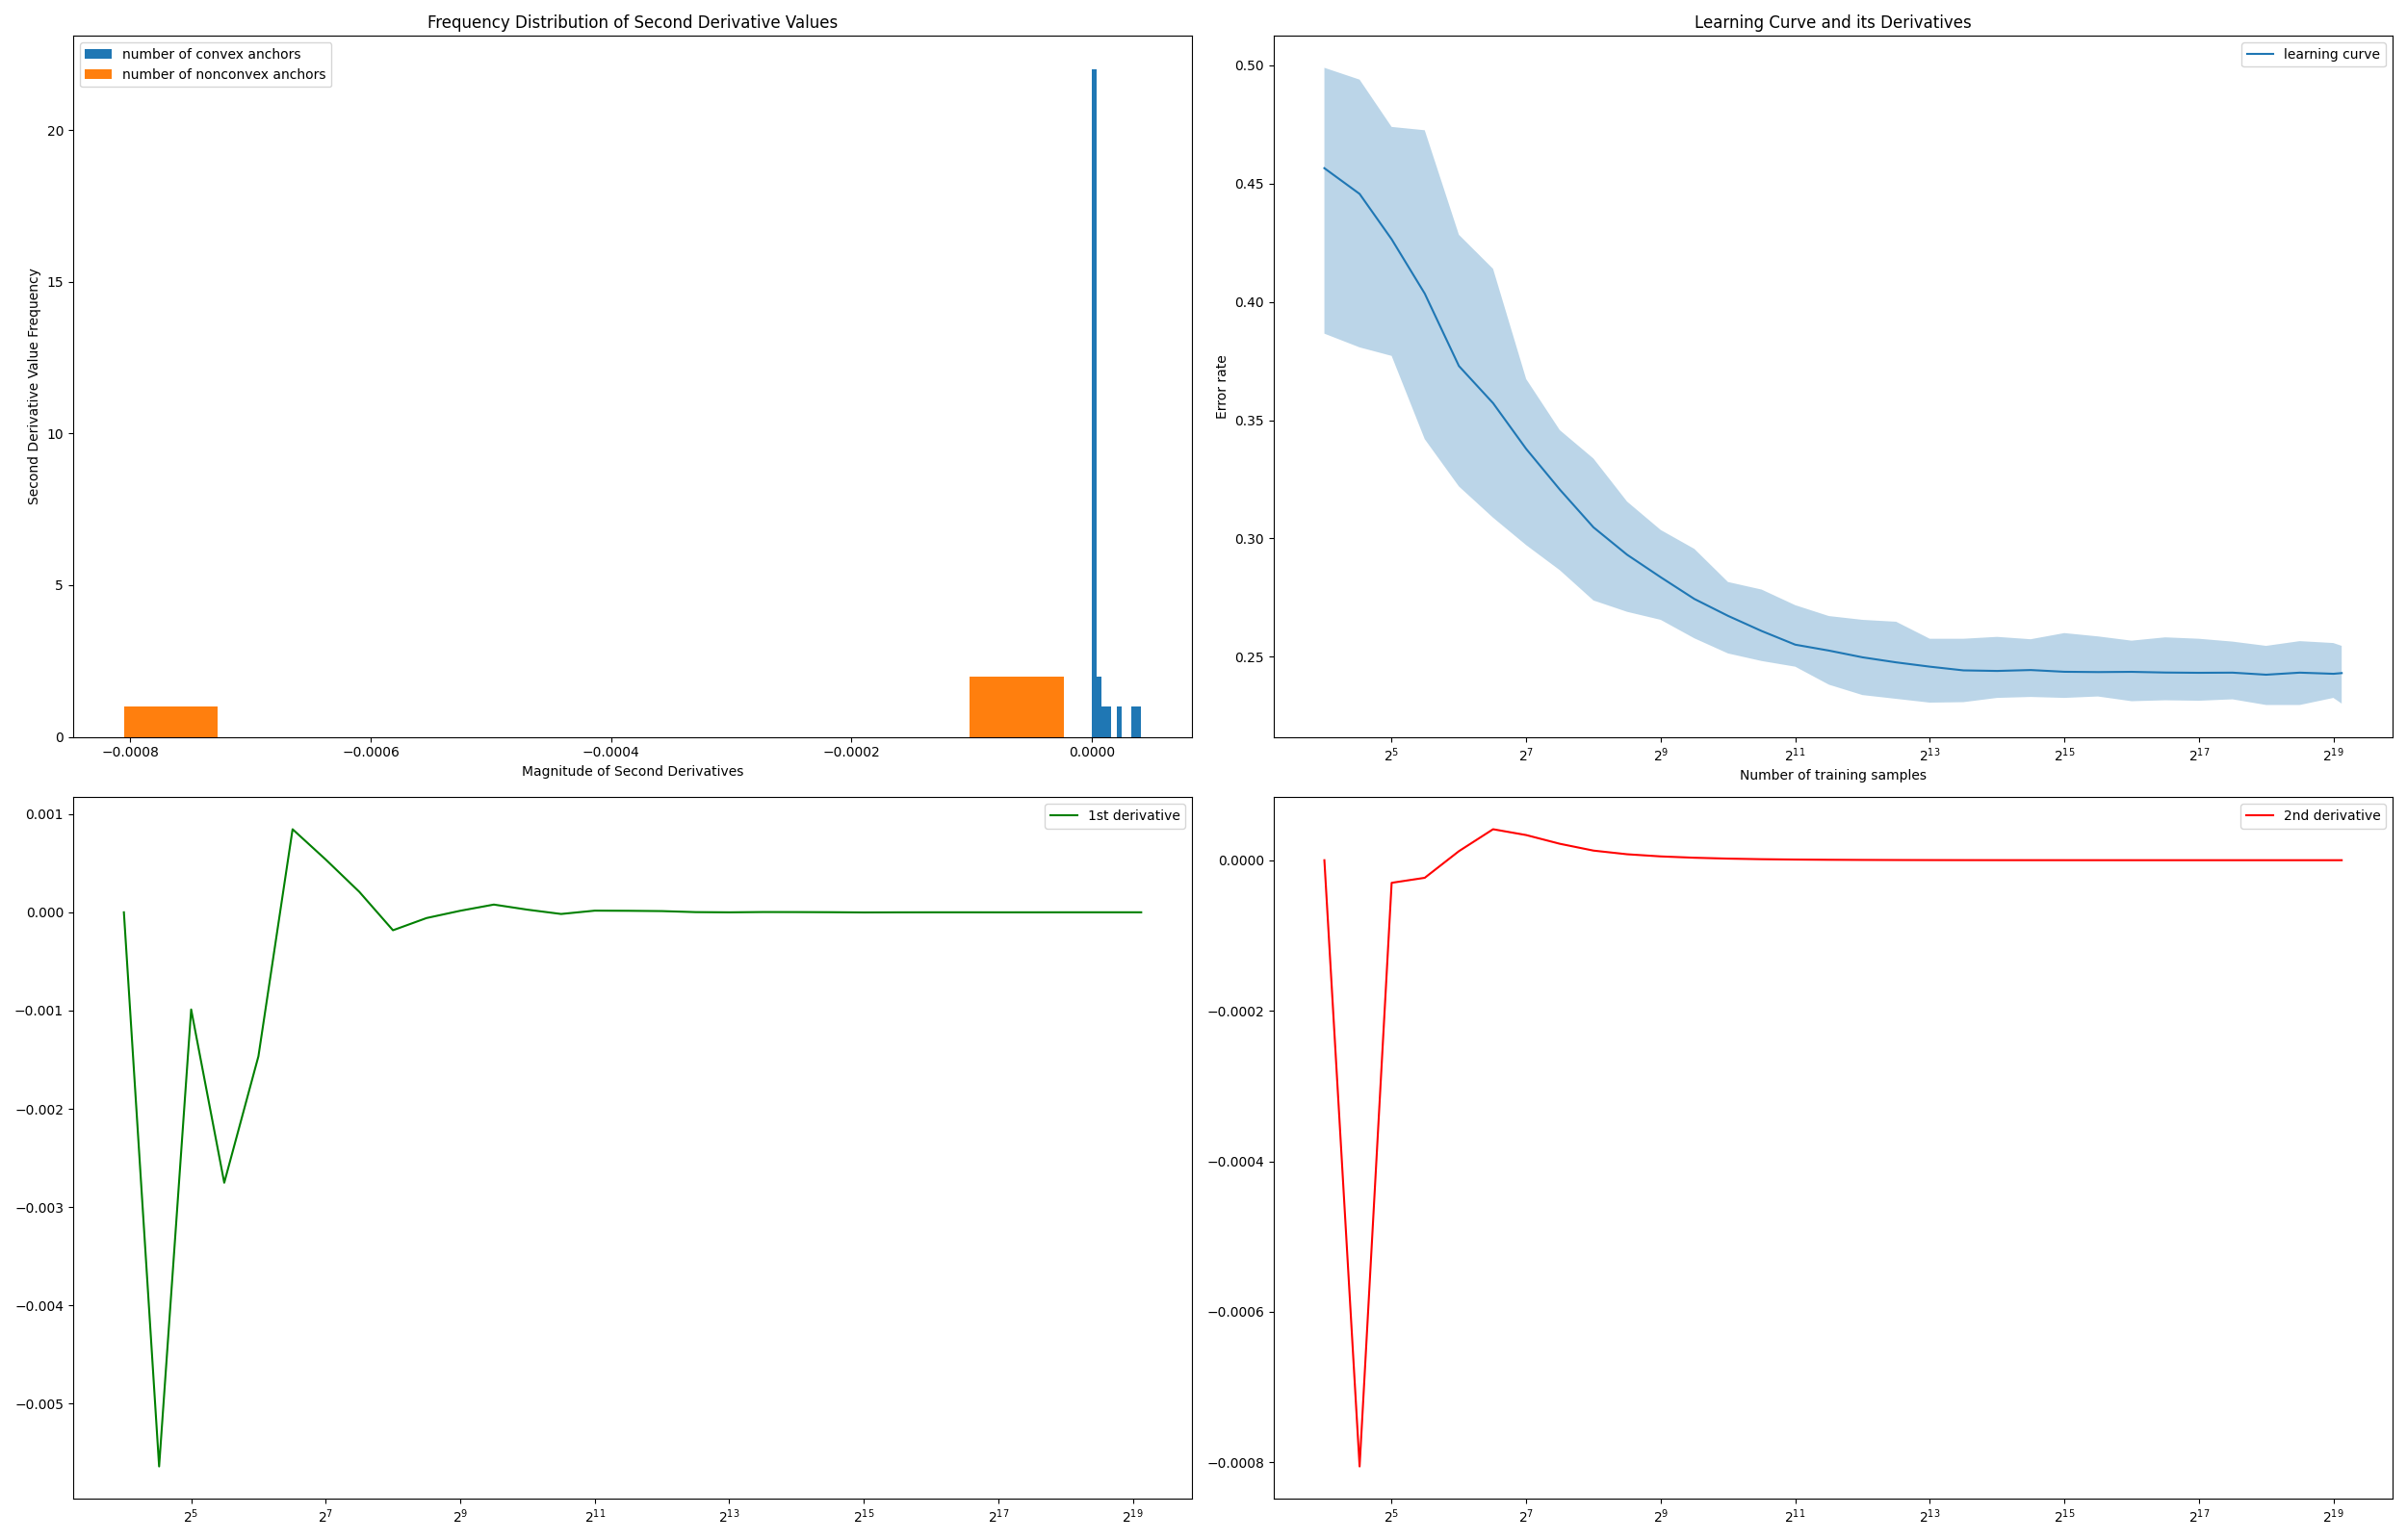 Frequency Distribution of Second Derivative Values
number of convex anchors
number of nonconvex anchors
Second Derivative Value Frequency
20
15
10
5
0
−0.0008 −0.0006 −0.0004 −0.0002 0.0000
Magnitude of Second Derivatives
Learning Curve and its Derivatives
learning curve
Error rate
0.50
0.45
0.40
0.35
0.30
0.25
2^5 2^7 2^9 2^11 2^13 2^15 2^17 2^19
Number of training samples
1st derivative
0.001
0.000
−0.001
−0.002
−0.003
−0.004
−0.005
2^5 2^7 2^9 2^11 2^13 2^15 2^17 2^19
2nd derivative
0.0000
−0.0002
−0.0004
−0.0006
−0.0008
2^5 2^7 2^9 2^11 2^13 2^15 2^17 2^19